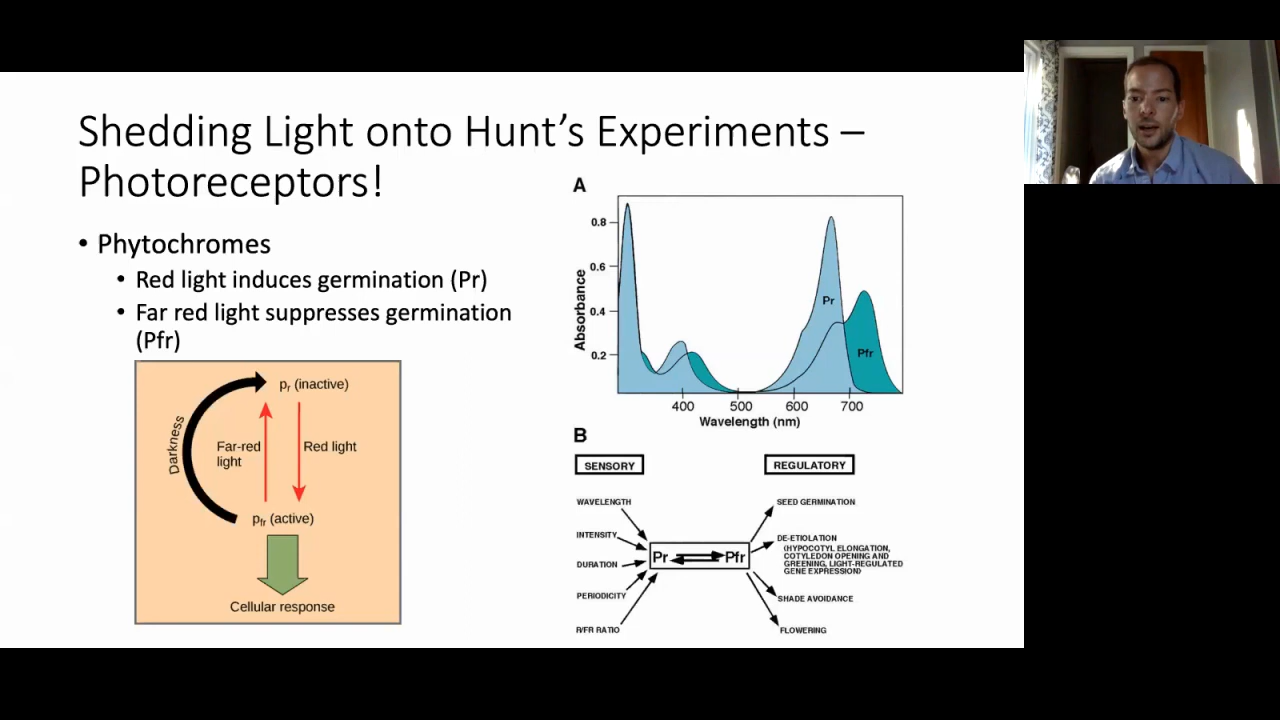 Shedding Light onto Hunt's Experiments –
Photoreceptors!
• Phytochromes
• Red light induces germination (Pr)
• Far red light suppresses germination
(Pfr)
pr (inactive)
Darkness
Far-red
light
Red light
pfr (active)
Cellular response
A
Absorbance
0.8
0.6
0.4
0.2
Pr
Pfr
400 500 600 700
Wavelength (nm)
B
SENSORY
REGULATORY
WAVELENGTH
INTENSITY
DURATION
PERIODICITY
R/FR RATIO
Pr
Pfr
SEED GERMINATION
DE-ETIOLATION
(HYPOCOTYL ELONGATION,
COTYLEDON OPENING AND
GREENING, LIGHT-REGULATED
GENE EXPRESSION)
SHADE AVOIDANCE
FLOWERING